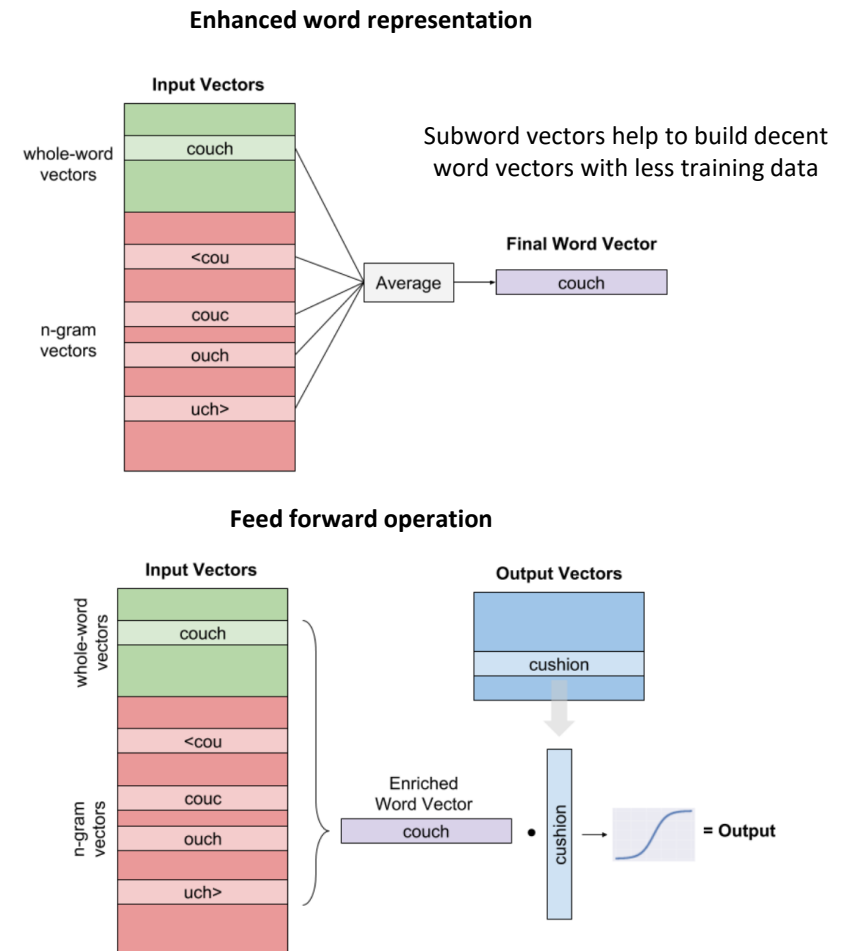 Enhanced word representation
Input Vectors
whole-word
vectors
couch
Subword vectors help to build decent
word vectors with less training data
<cou
couc
ouch
uch>
n-gram
vectors
Average
Final Word Vector
couch
Feed forward operation
Input Vectors
whole-word
vectors
couch
<cou
couc
ouch
uch>
n-gram
vectors
Enriched
Word Vector
couch
Output Vectors
cushion
•
cushion
= Output